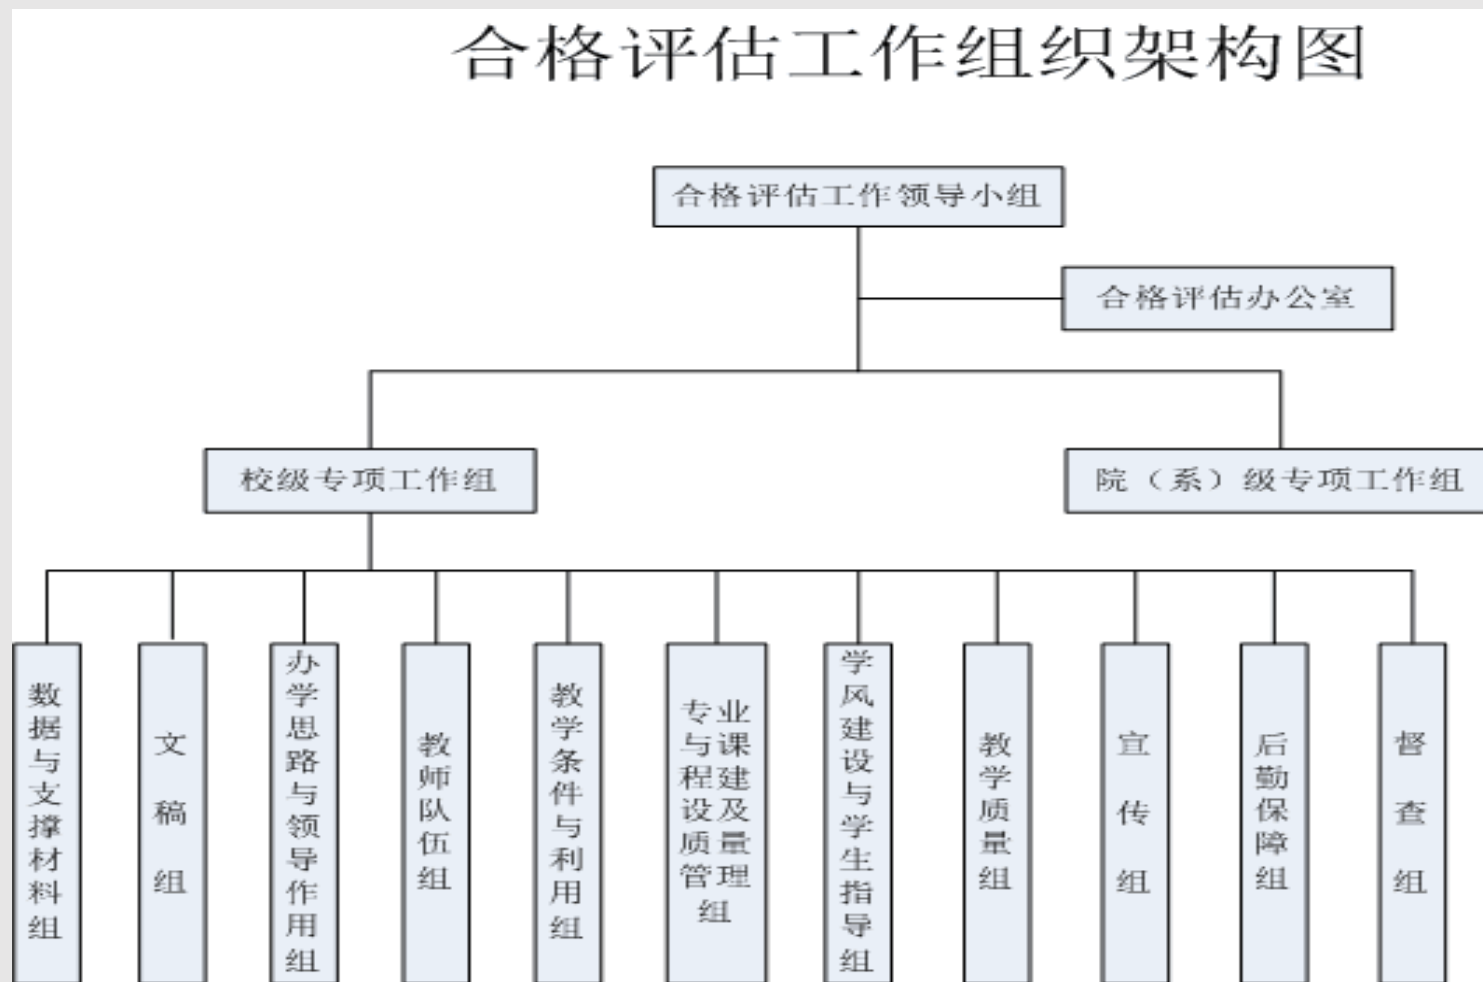 合格评估工作组织架构图
合格评估工作领导小组
合格评估办公室
校级专项工作组
院（系）级专项工作组
数据与支撑材料组
文稿组
办学思路与领导作用组
教师队伍组
教学条件与利用组
专业与课程建设及质量管理组
学风建设与学生指导组
教学质量组
宣传组
后勤保障组
督查组